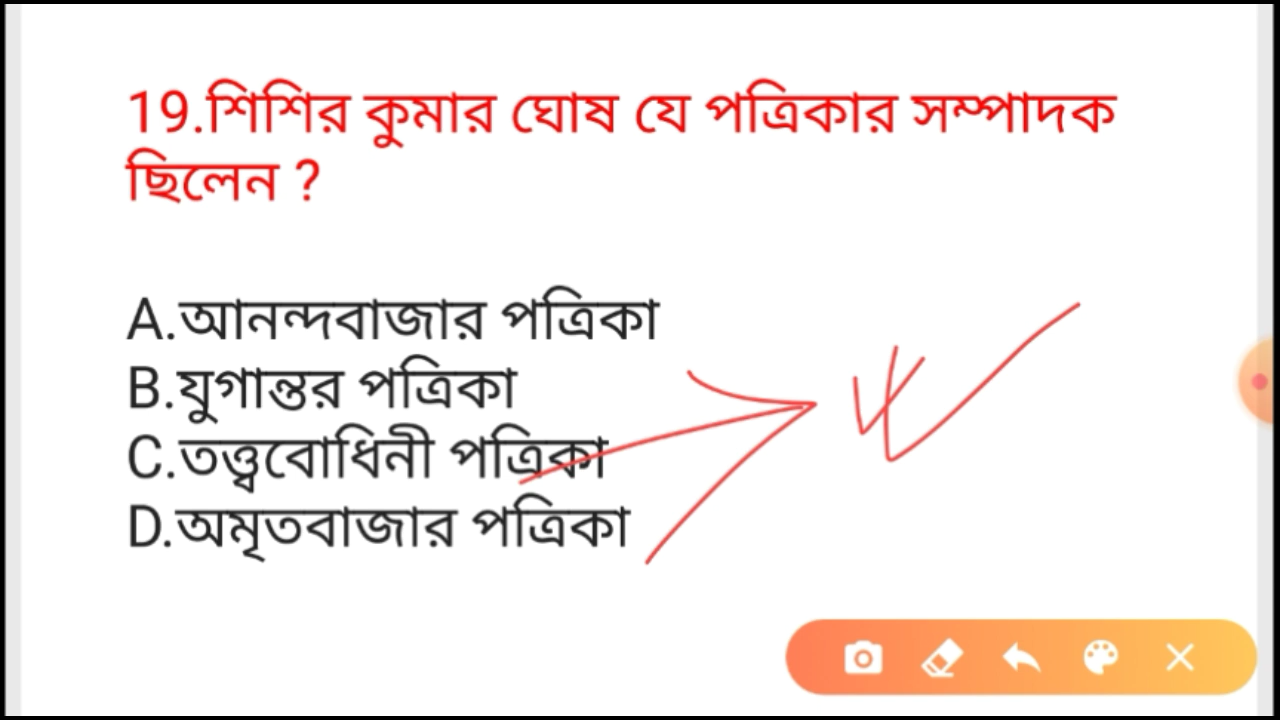 19.শিশির কুমার ঘোষ যে পত্রিকার সম্পাদক
ছিলেন ?
A.আনন্দবাজার পত্রিকা
B.যুগান্তর পত্রিকা
C.তত্ত্ববোধিনী পত্রিকা
D.অমৃতবাজার পত্রিকা